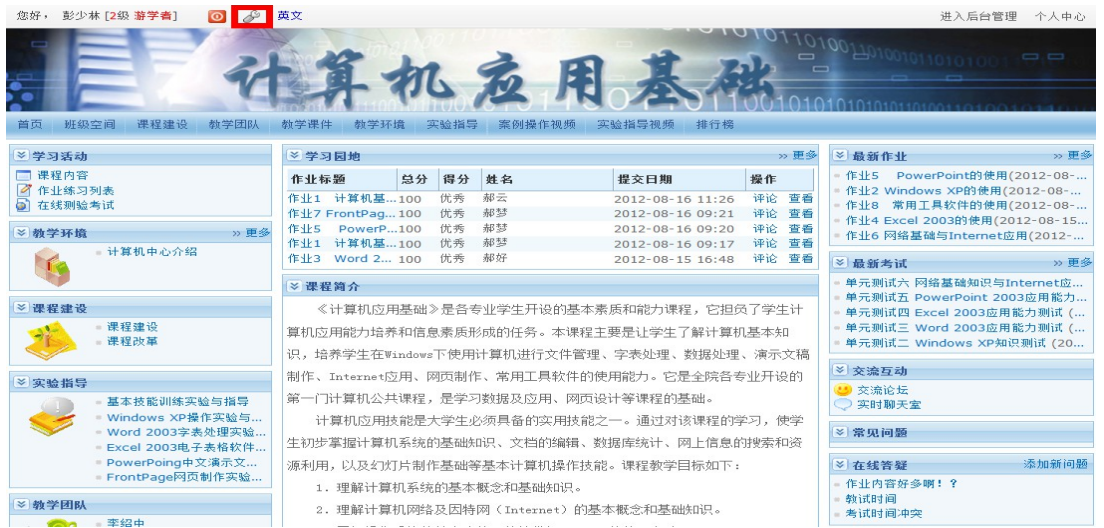 您好， 彭少林 [2级 游学者] 英文 进入后台管理 个人中心
计算机应用基础
首页 班级空间 课程建设 教学团队 教学课件 教学环境 实验指导 案例操作视频 实验指导视频 排行榜
学习活动
课程内容
作业练习列表
在线测验考试
教学环境 >> 更多
计算机中心介绍
课程建设
课程建设
课程改革
实验指导
基本技能训练实验与指导
Windows XP操作实验与...
Word 2003字表处理实验...
Excel 2003电子表格软件...
PowerPoing中文演示文...
FrontPage网页制作实验...
教学团队
李绍中
学习园地 >> 更多
作业标题 总分 得分 姓名 提交日期 操作
作业1 计算机基...100 优秀 郝云 2012-08-16 11:26 评论 查看
作业7 FrontPag...100 优秀 郝梦 2012-08-16 09:21 评论 查看
作业5 PowerP...100 优秀 郝梦 2012-08-16 09:20 评论 查看
作业1 计算机基...100 优秀 郝梦 2012-08-16 09:17 评论 查看
作业3 Word 2... 100 优秀 郝好 2012-08-15 16:48 评论 查看
课程简介
《计算机应用基础》是各专业学生开设的基本素质和能力课程，它担负了学生计
算机应用能力培养和信息素质形成的任务。本课程主要是让学生了解计算机基本知
识，培养学生在Windows下使用计算机进行文件管理、字表处理、数据处理、演示文稿
制作、Internet应用、网页制作、常用工具软件的使用能力。它是全院各专业开设的
第一门计算机公共课程，是学习数据及应用、网页设计等课程的基础。
计算机应用技能是大学生必须具备的实用技能之一。通过对该课程的学习，使学
生初步掌握计算机系统的基础知识、文档的编辑、数据库统计、网上信息的搜索和资
源利用，以及幻灯片制作基础等基本计算机操作技能。课程教学目标如下：
1．理解计算机系统的基本概念和基础知识。
2．理解计算机网络及因特网（Internet）的基本概念和基础知识。
最新作业 >> 更多
作业5 PowerPoint的使用(2012-08-...
作业2 Windows XP的使用(2012-08-...
作业8 常用工具软件的使用(2012-08-...
作业4 Excel 2003的使用(2012-08-15...
作业6 网络基础与Internet应用(2012-...
最新考试 >> 更多
单元测试六 网络基础知识与Internet应...
单元测试五 PowerPoint 2003应用能力...
单元测试四 Excel 2003应用能力测试 (...
单元测试三 Word 2003应用能力测试 (...
单元测试二 Windows XP知识测试 (20...
交流互动
交流论坛
实时聊天室
常见问题
在线答疑 添加新问题
作业内容好多啊！？
教试时间
考试时间冲突